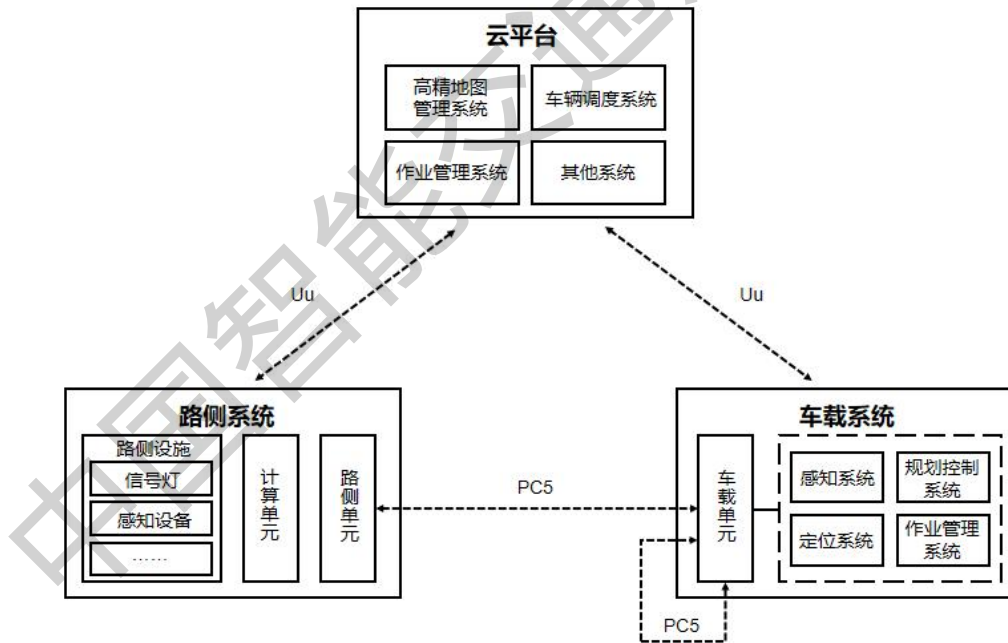 云平台
高精地图
管理系统
车辆调度系统
作业管理系统
其他系统
Uu
Uu
路侧系统
路侧设施
信号灯
感知设备
……
计算单元
路侧单元
PC5
车载系统
车载单元
感知系统
规划控制
系统
定位系统
作业管理
系统
PC5
中国智能交通